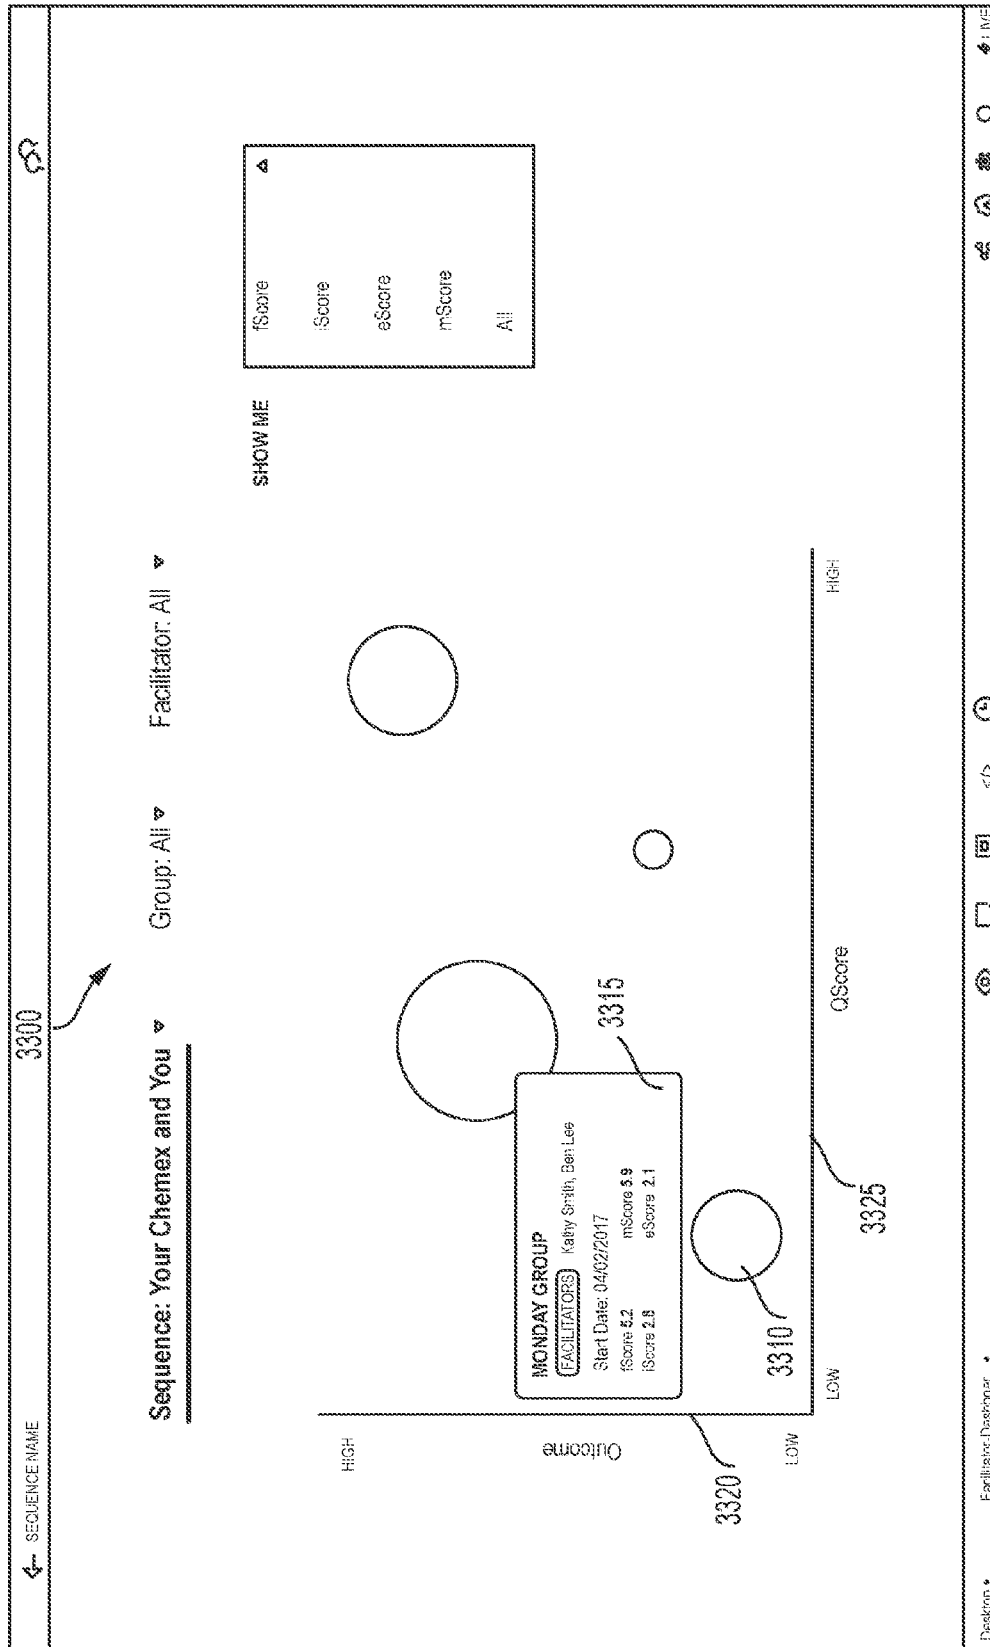 SEQUENCE NAME
3300
Sequence: Your Chemex and You
Group: All
Facilitator: All
SHOW ME
fScore
iScore
eScore
mScore
All
HIGH
Outcome
LOW
3320
MONDAY GROUP
FACILITATORS Kathy Smith, Ben Lee
Start Date: 04/02/2017
fScore 5.2 mScore 5.9
iScore 2.8 eScore 2.1
3315
3310
3325
LOW
QScore
HIGH
Desktop